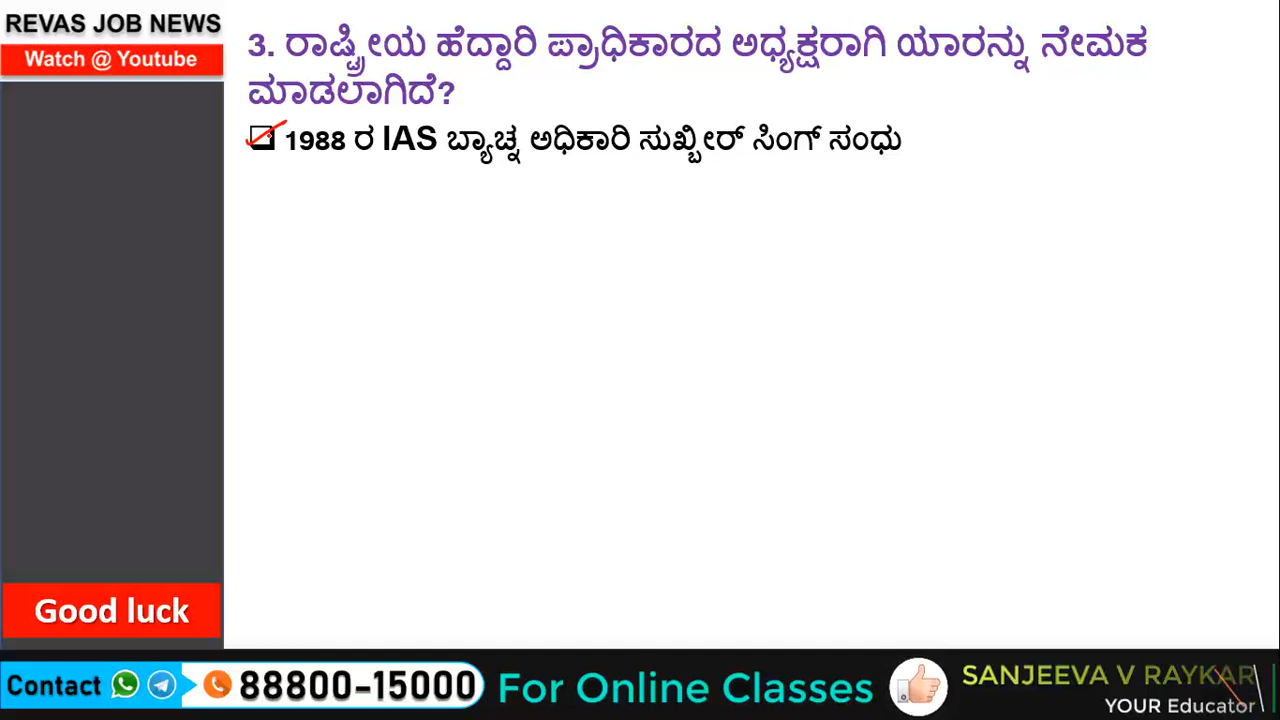 REVAS JOB NEWS
Watch @ Youtube
3. ರಾಷ್ಟ್ರೀಯ ಹೆದ್ದಾರಿ ಪ್ರಾಧಿಕಾರದ ಅಧ್ಯಕ್ಷರಾಗಿ ಯಾರನ್ನು ನೇಮಕ
ಮಾಡಲಾಗಿದೆ?
1988 ರ IAS ಬ್ಯಾಚ್ನ ಅಧಿಕಾರಿ ಸುಖ್ಬೀರ್ ಸಿಂಗ್ ಸಂಧು
Good luck
Contact 88800-15000 For Online Classes
SANJEEVA V RAYKAR
YOUR Educator